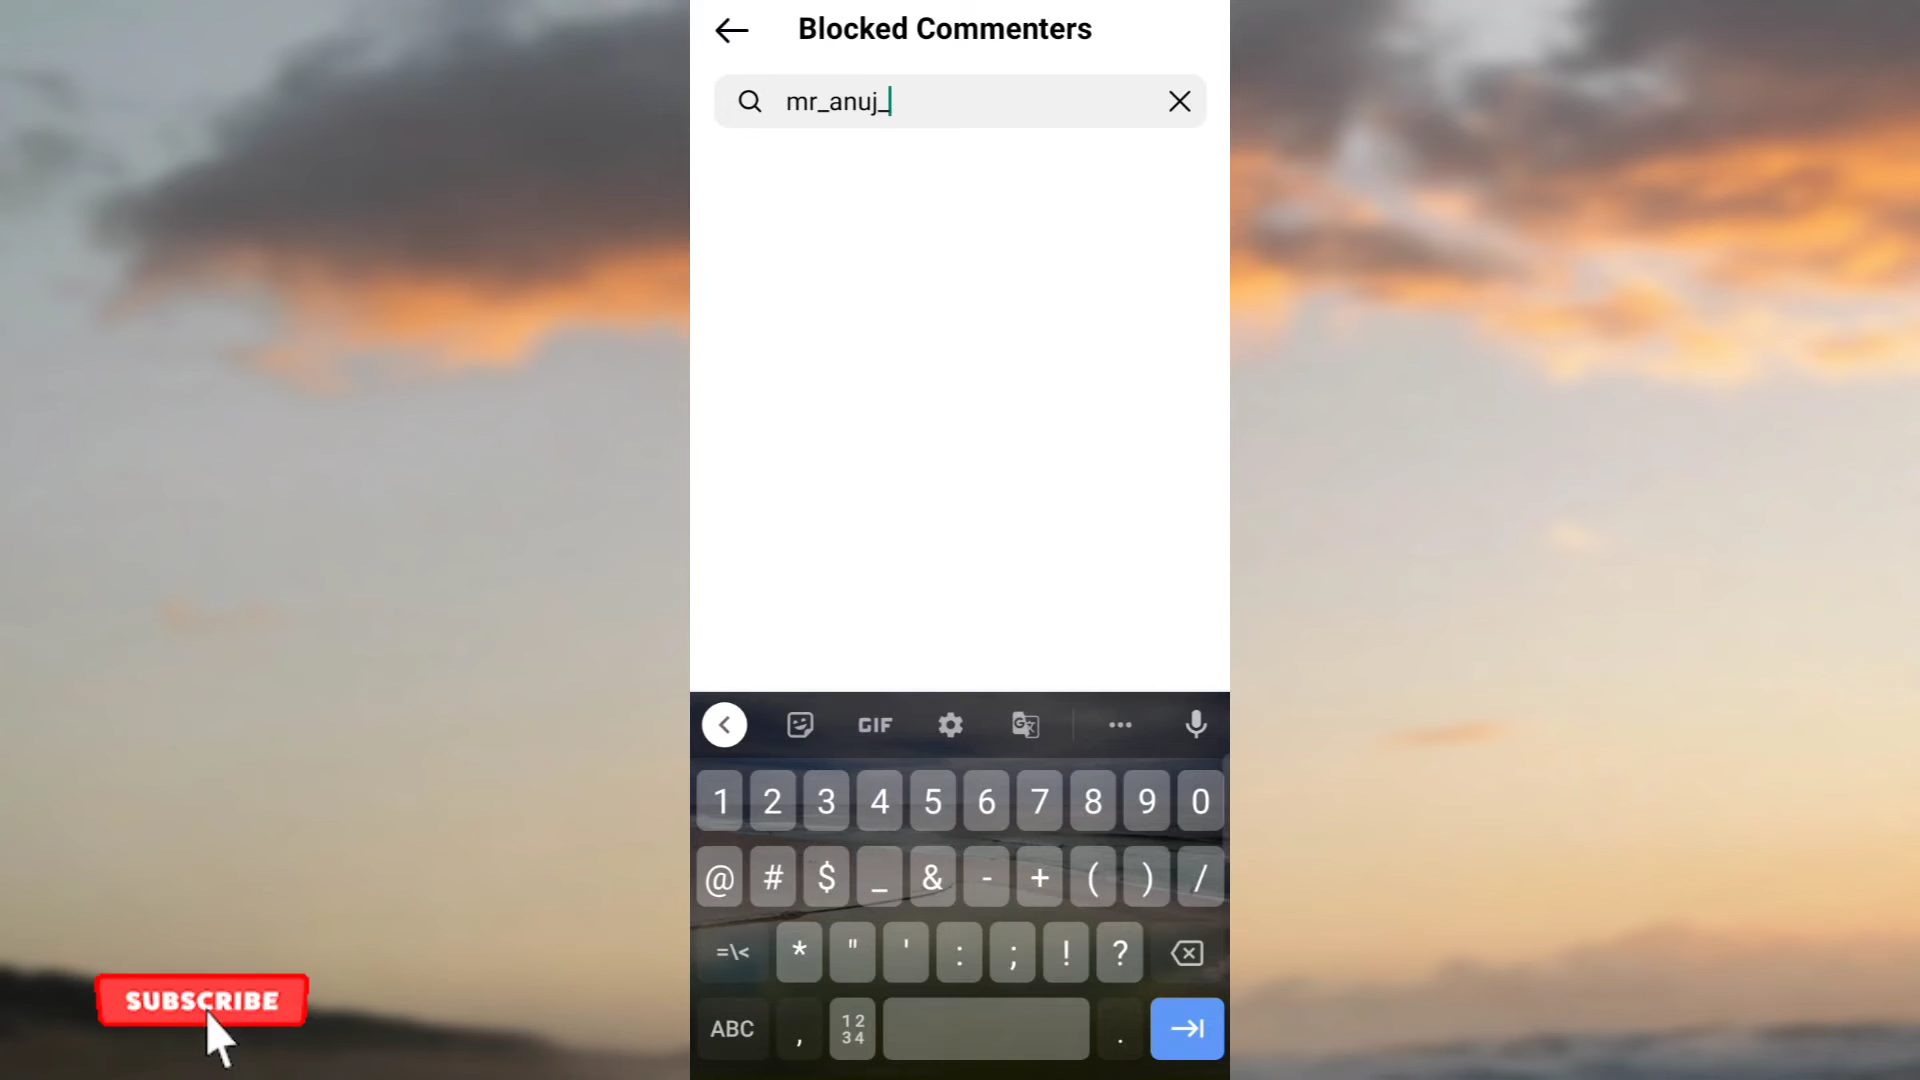 Blocked Commenters
mr_anuj_
GIF
1 2 3 4 5 6 7 8 9 0
@ # $ _ & - + ( ) /
=\< * " ' : ; ! ?
ABC , 12 34 .
SUBSCRIBE